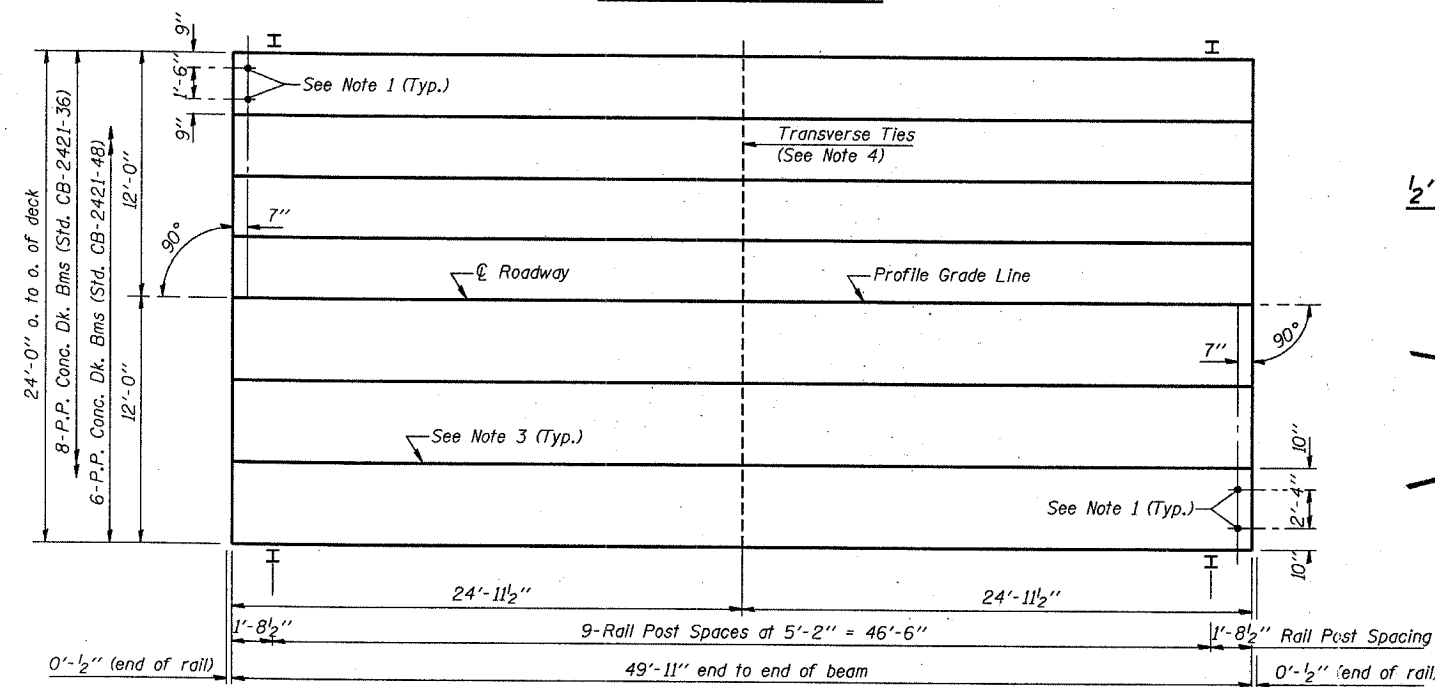 9"
1'-6"
9"
See Note 1 (Typ.)
Transverse Ties
(See Note 4)
24'-0" o. to o. of deck
8-P.P. Conc. Dk. Bms (Std. CB-2421-36)
6-P.P. Conc. Dk. Bms (Std. CB-2421-48)
12'-0"
12'-0"
90°
7"
℄ Roadway
Profile Grade Line
7"
90°
See Note 3 (Typ.)
See Note 1 (Typ.)
10"
2'-4"
10"
24'-11½"
24'-11½"
1'-8½"
9-Rail Post Spaces at 5'-2" = 46'-6"
1'-8½" Rail Post Spacing
0'-½" (end of rail)
49'-11" end to end of beam
0'-½" (end of rail)